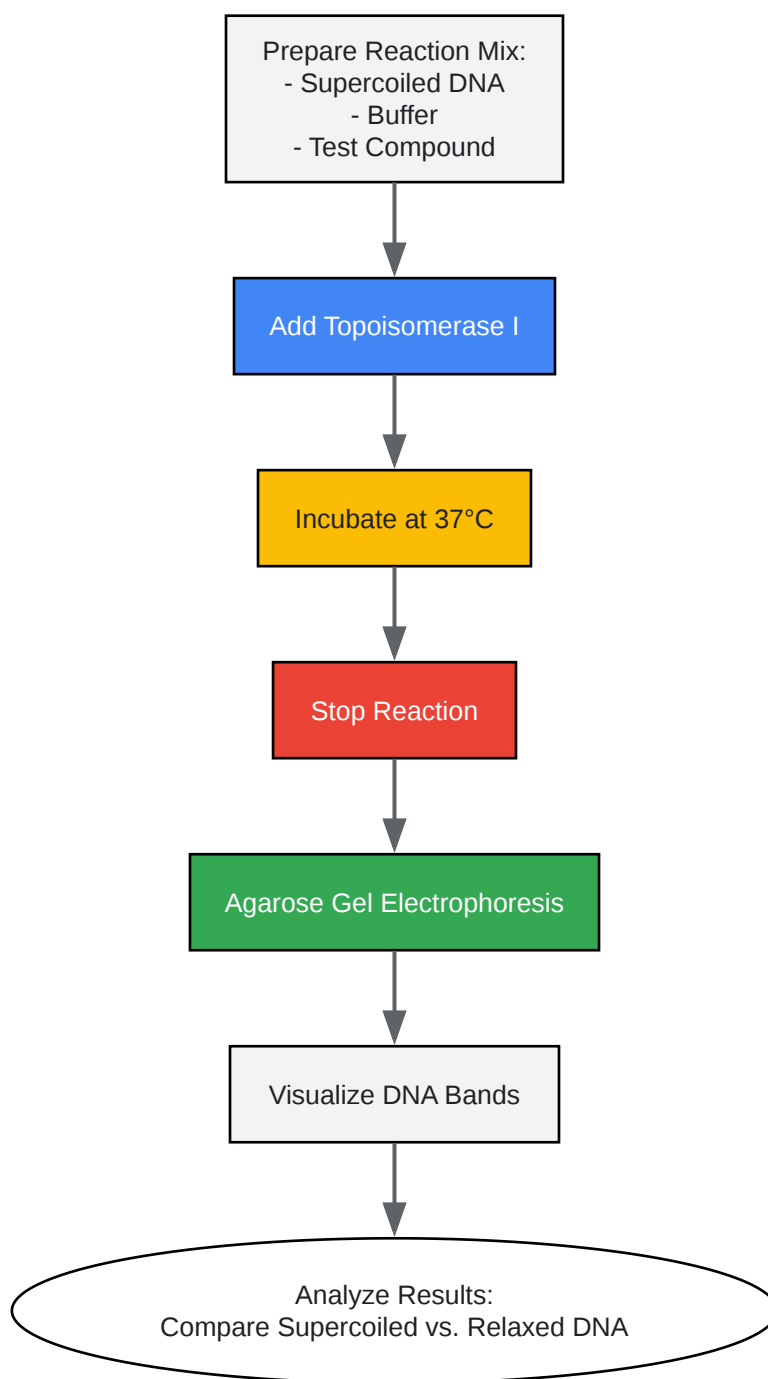 Prepare Reaction Mix:
- Supercoiled DNA
- Buffer
- Test Compound
Add Topoisomerase I
Incubate at 37°C
Stop Reaction
Agarose Gel Electrophoresis
Visualize DNA Bands
Analyze Results:
Compare Supercoiled vs. Relaxed DNA